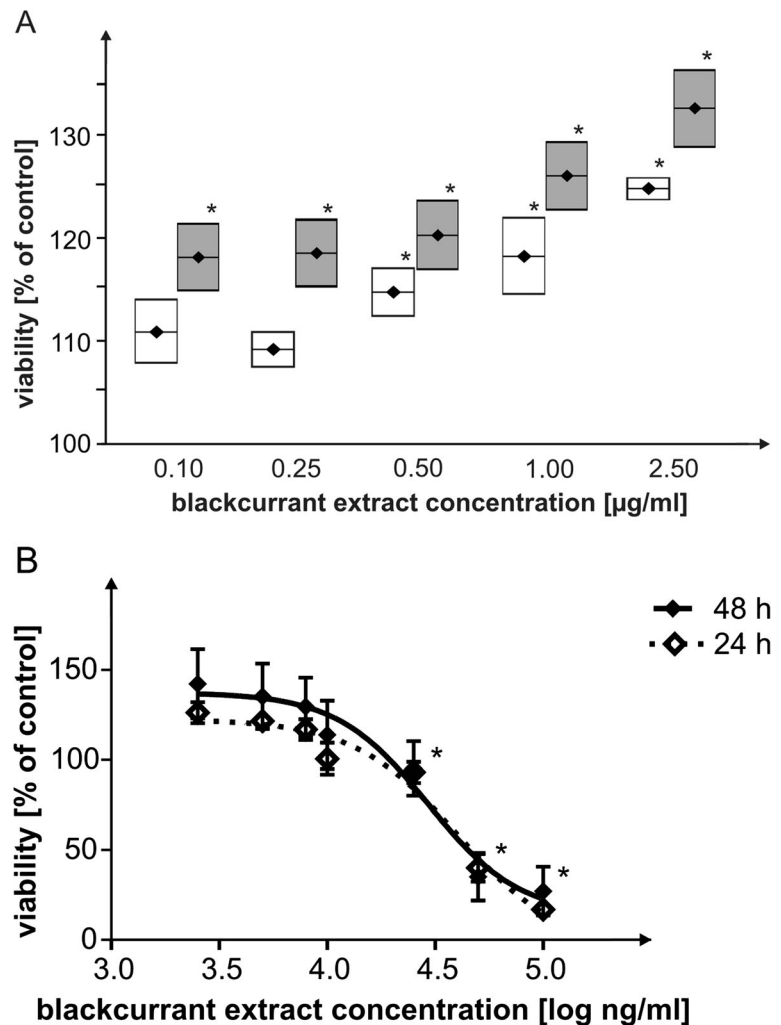 A
*
*
*
*
*
*
*
*
130
120
110
100
viability [% of control]
0.10 0.25 0.50 1.00 2.50
blackcurrant extract concentration [µg/ml]
B
48 h
24 h
150
100
50
0
viability [% of control]
*
*
*
3.0 3.5 4.0 4.5 5.0
blackcurrant extract concentration [log ng/ml]